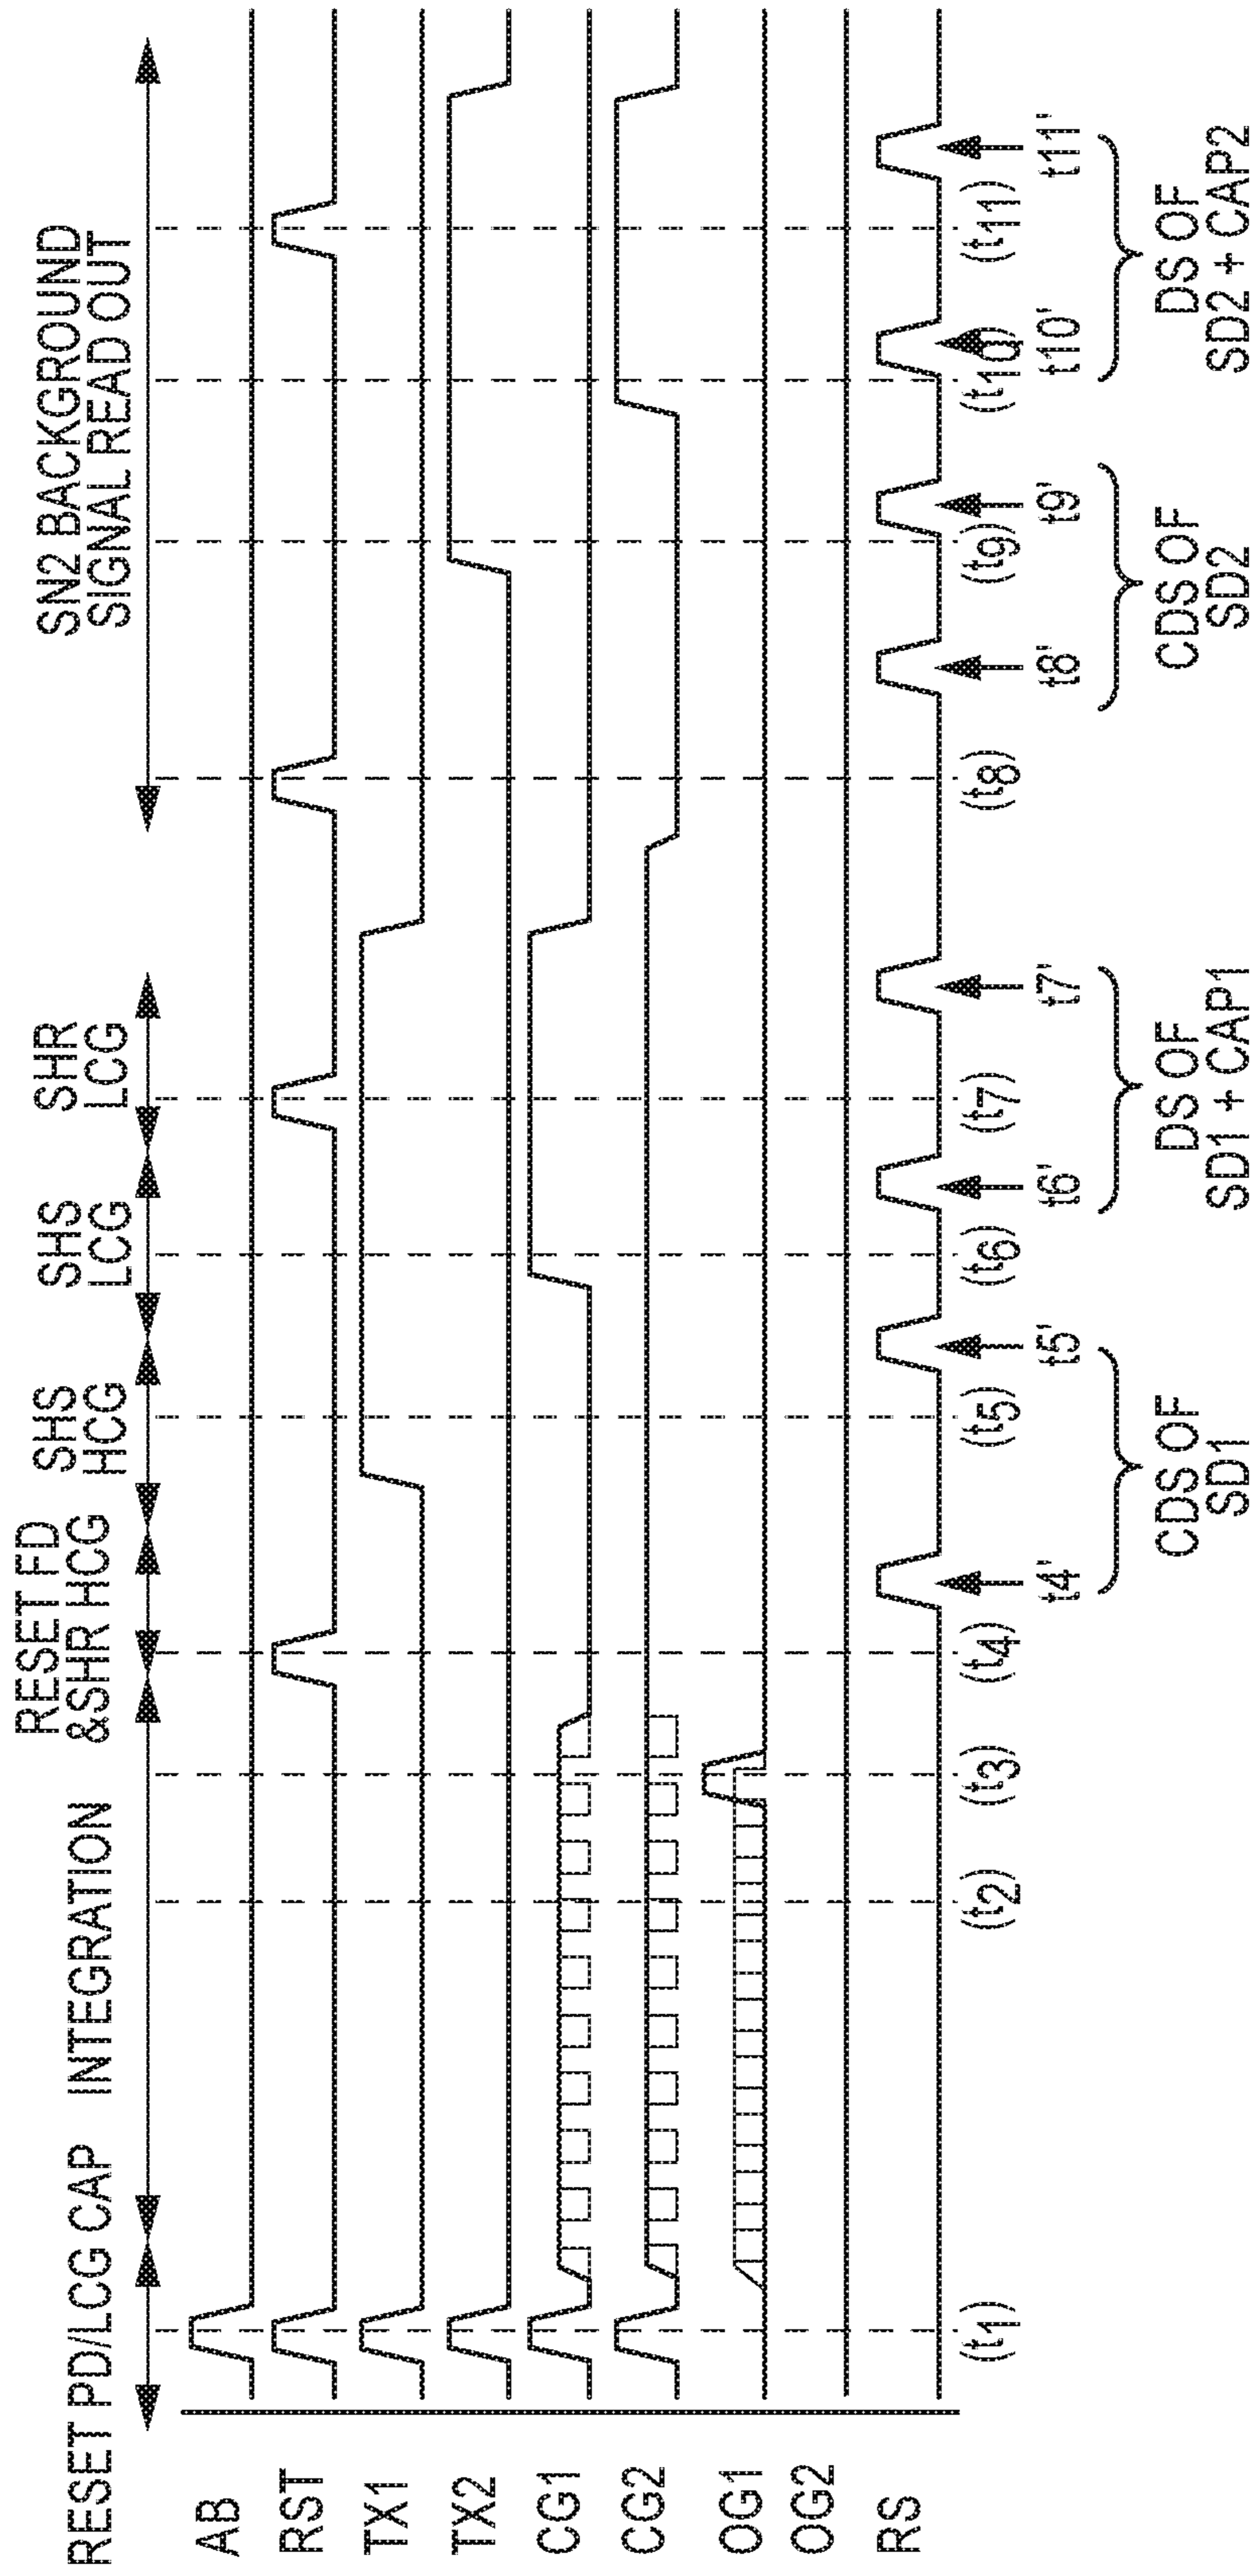 RESET PD/LCG CAP
INTEGRATION
RESET FD
&SHR HCG
SHS
HCG
SHS
LCG
SHR
LCG
SN2 BACKGROUND
SIGNAL READ OUT
AB
RST
TX1
TX2
CG1
CG2
OG1
OG2
RS
(t1)
(t2)
(t3)
(t4)
(t5)
(t6)
(t7)
(t8)
(t9)
(t10)
(t11)
t4'
t5'
t6'
t7'
t8'
t9'
t10'
t11'
CDS OF
SD1
DS OF
SD1 + CAP1
CDS OF
SD2
DS OF
SD2 + CAP2